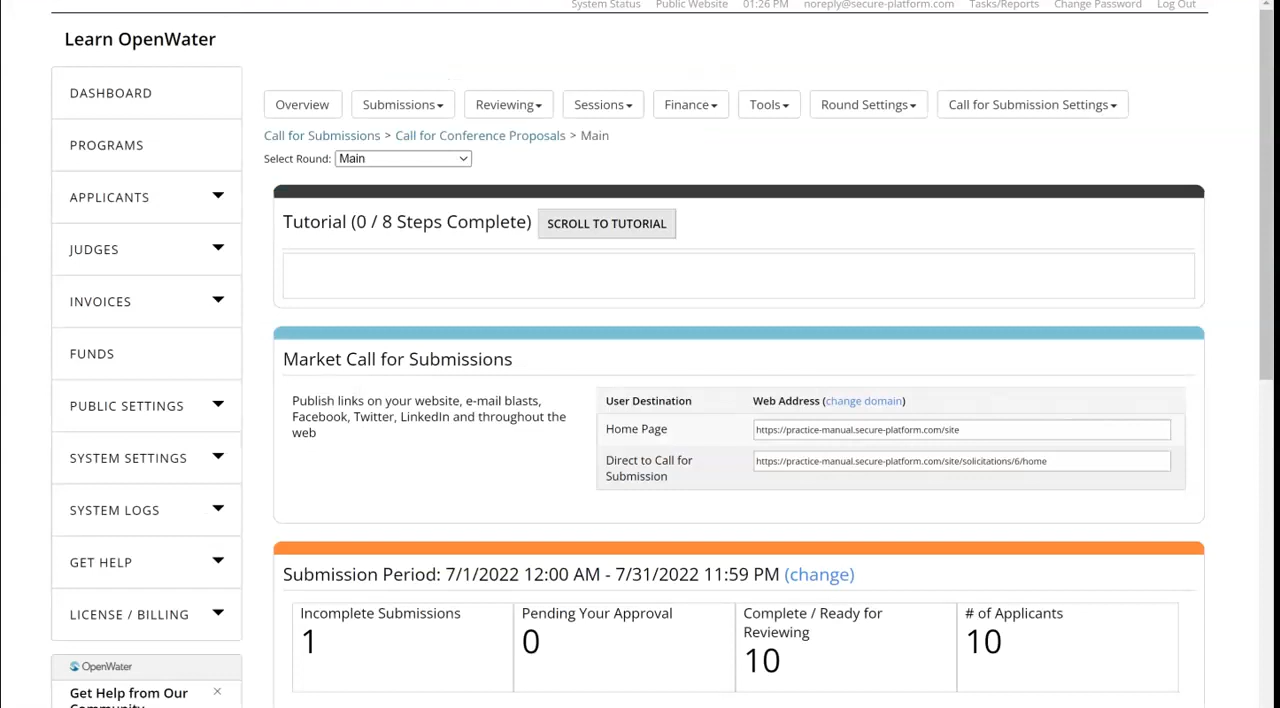 System Status Public Website 01:26 PM noreply@secure-platform.com Tasks/Reports Change Password Log Out
Learn OpenWater
DASHBOARD
PROGRAMS
APPLICANTS
JUDGES
INVOICES
FUNDS
PUBLIC SETTINGS
SYSTEM SETTINGS
SYSTEM LOGS
GET HELP
LICENSE / BILLING
OpenWater
Get Help from Our
Community
Overview Submissions Reviewing Sessions Finance Tools Round Settings Call for Submission Settings
Call for Submissions > Call for Conference Proposals > Main
Select Round: Main
Tutorial (0 / 8 Steps Complete) SCROLL TO TUTORIAL
Market Call for Submissions
Publish links on your website, e-mail blasts,
Facebook, Twitter, LinkedIn and throughout the
web
User Destination Web Address (change domain)
Home Page https://practice-manual.secure-platform.com/site
Direct to Call for
Submission https://practice-manual.secure-platform.com/site/solicitations/6/home
Submission Period: 7/1/2022 12:00 AM - 7/31/2022 11:59 PM (change)
Incomplete Submissions
1
Pending Your Approval
0
Complete / Ready for
Reviewing
10
# of Applicants
10